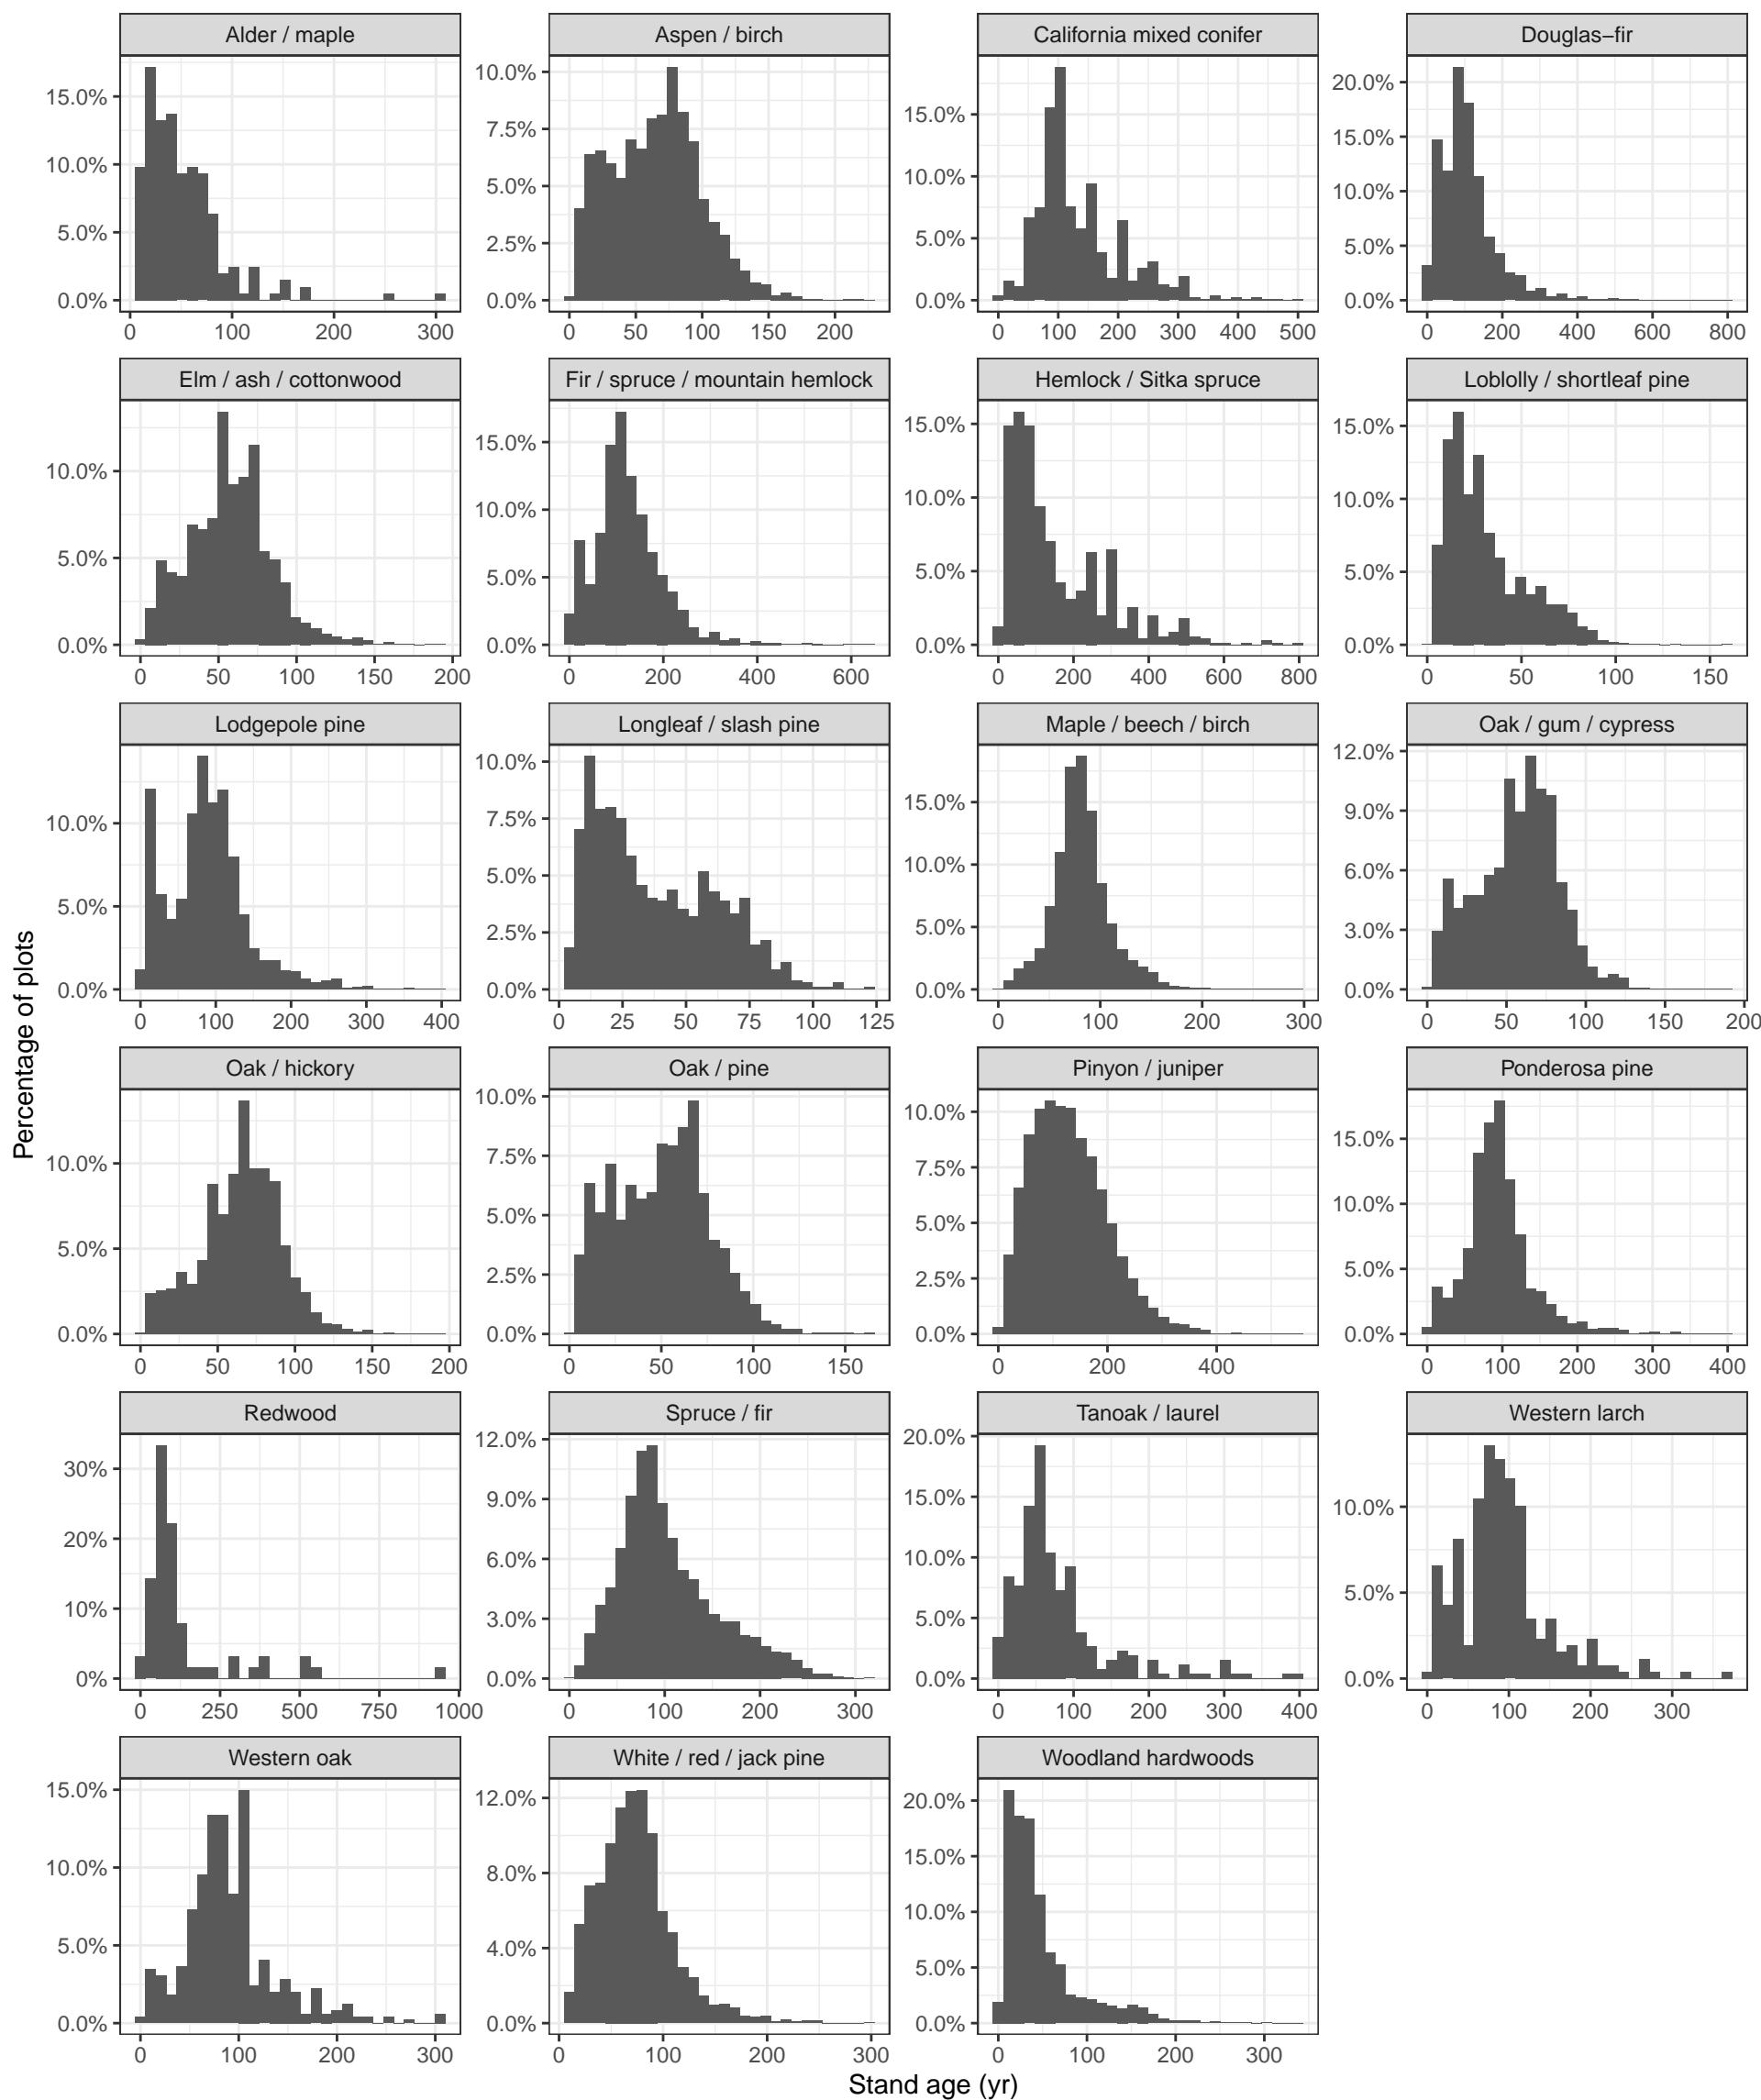 Alder / maple
Aspen / birch
California mixed conifer
Douglas−fir
15.0%
10.0%
5.0%
0.0%
0 100 200 300
10.0%
7.5%
5.0%
2.5%
0.0%
0 50 100 150 200
15.0%
10.0%
5.0%
0.0%
0 100 200 300 400 500
20.0%
15.0%
10.0%
5.0%
0.0%
0 200 400 600 800
Elm / ash / cottonwood
Fir / spruce / mountain hemlock
Hemlock / Sitka spruce
Loblolly / shortleaf pine
10.0%
5.0%
0.0%
0 50 100 150 200
15.0%
10.0%
5.0%
0.0%
0 200 400 600
15.0%
10.0%
5.0%
0.0%
0 200 400 600 800
15.0%
10.0%
5.0%
0.0%
0 50 100 150
Lodgepole pine
Longleaf / slash pine
Maple / beech / birch
Oak / gum / cypress
10.0%
5.0%
0.0%
0 100 200 300 400
10.0%
7.5%
5.0%
2.5%
0.0%
0 25 50 75 100 125
15.0%
10.0%
5.0%
0.0%
0 100 200 300
12.0%
9.0%
6.0%
3.0%
0.0%
0 50 100 150 200
Percentage of plots
Oak / hickory
Oak / pine
Pinyon / juniper
Ponderosa pine
10.0%
5.0%
0.0%
0 50 100 150 200
10.0%
7.5%
5.0%
2.5%
0.0%
0 50 100 150
10.0%
7.5%
5.0%
2.5%
0.0%
0 200 400
15.0%
10.0%
5.0%
0.0%
0 100 200 300 400
Redwood
Spruce / fir
Tanoak / laurel
Western larch
30%
20%
10%
0%
0 250 500 750 1000
12.0%
9.0%
6.0%
3.0%
0.0%
0 100 200 300
20.0%
15.0%
10.0%
5.0%
0.0%
0 100 200 300 400
10.0%
5.0%
0.0%
0 100 200 300
Western oak
White / red / jack pine
Woodland hardwoods
15.0%
10.0%
5.0%
0.0%
0 100 200 300
12.0%
8.0%
4.0%
0.0%
0 100 200 300
20.0%
15.0%
10.0%
5.0%
0.0%
0 100 200 300
Stand age (yr)